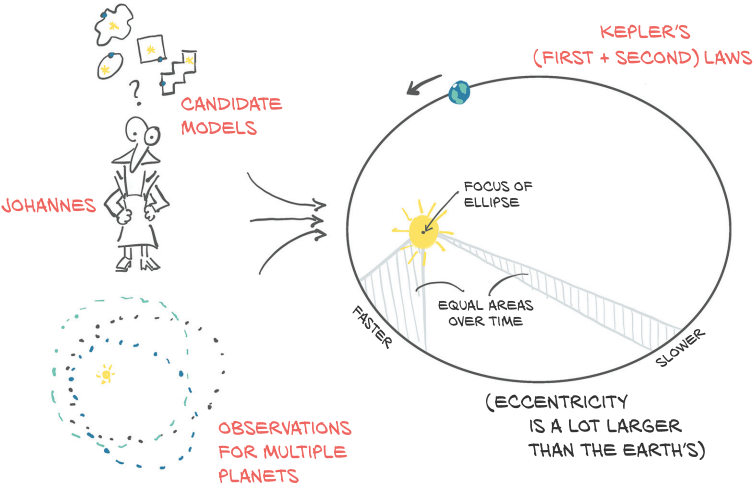 KEPLER'S
(FIRST + SECOND) LAWS
?
CANDIDATE
MODELS
JOHANNES
FOCUS OF
ELLIPSE
EQUAL AREAS
OVER TIME
FASTER
SLOWER
(ECCENTRICITY
IS A LOT LARGER
THAN THE EARTH'S)
OBSERVATIONS
FOR MULTIPLE
PLANETS